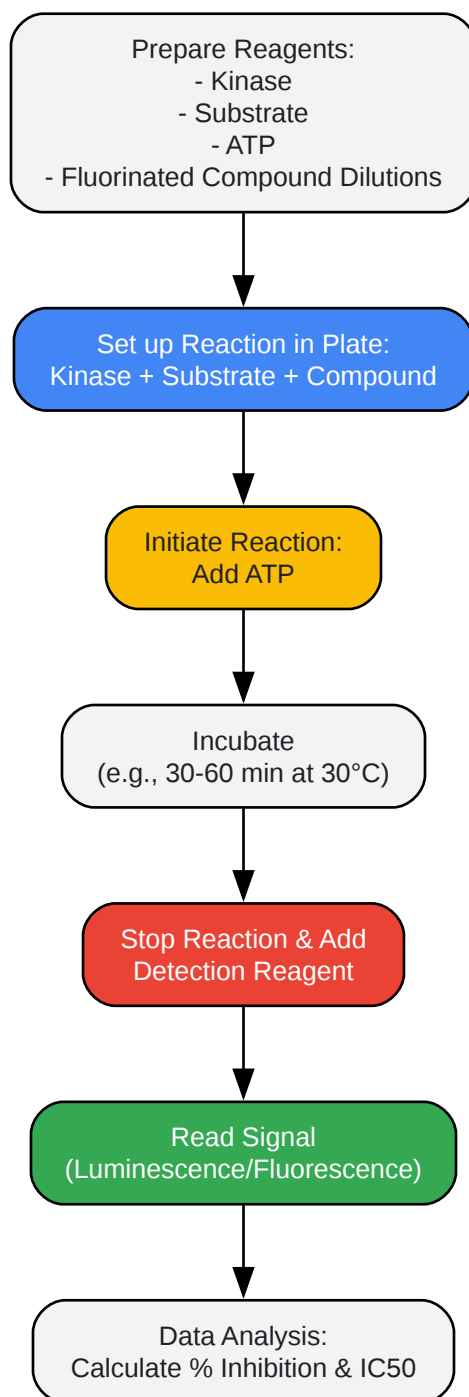 Prepare Reagents:
- Kinase
- Substrate
- ATP
- Fluorinated Compound Dilutions
Set up Reaction in Plate:
Kinase + Substrate + Compound
Initiate Reaction:
Add ATP
Incubate
(e.g., 30-60 min at 30°C)
Stop Reaction & Add
Detection Reagent
Read Signal
(Luminescence/Fluorescence)
Data Analysis:
Calculate % Inhibition & IC50